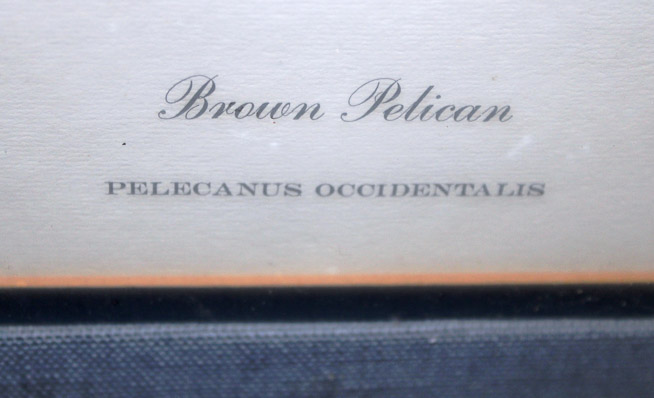 Brown Pelican
PELECANUS OCCIDENTALIS